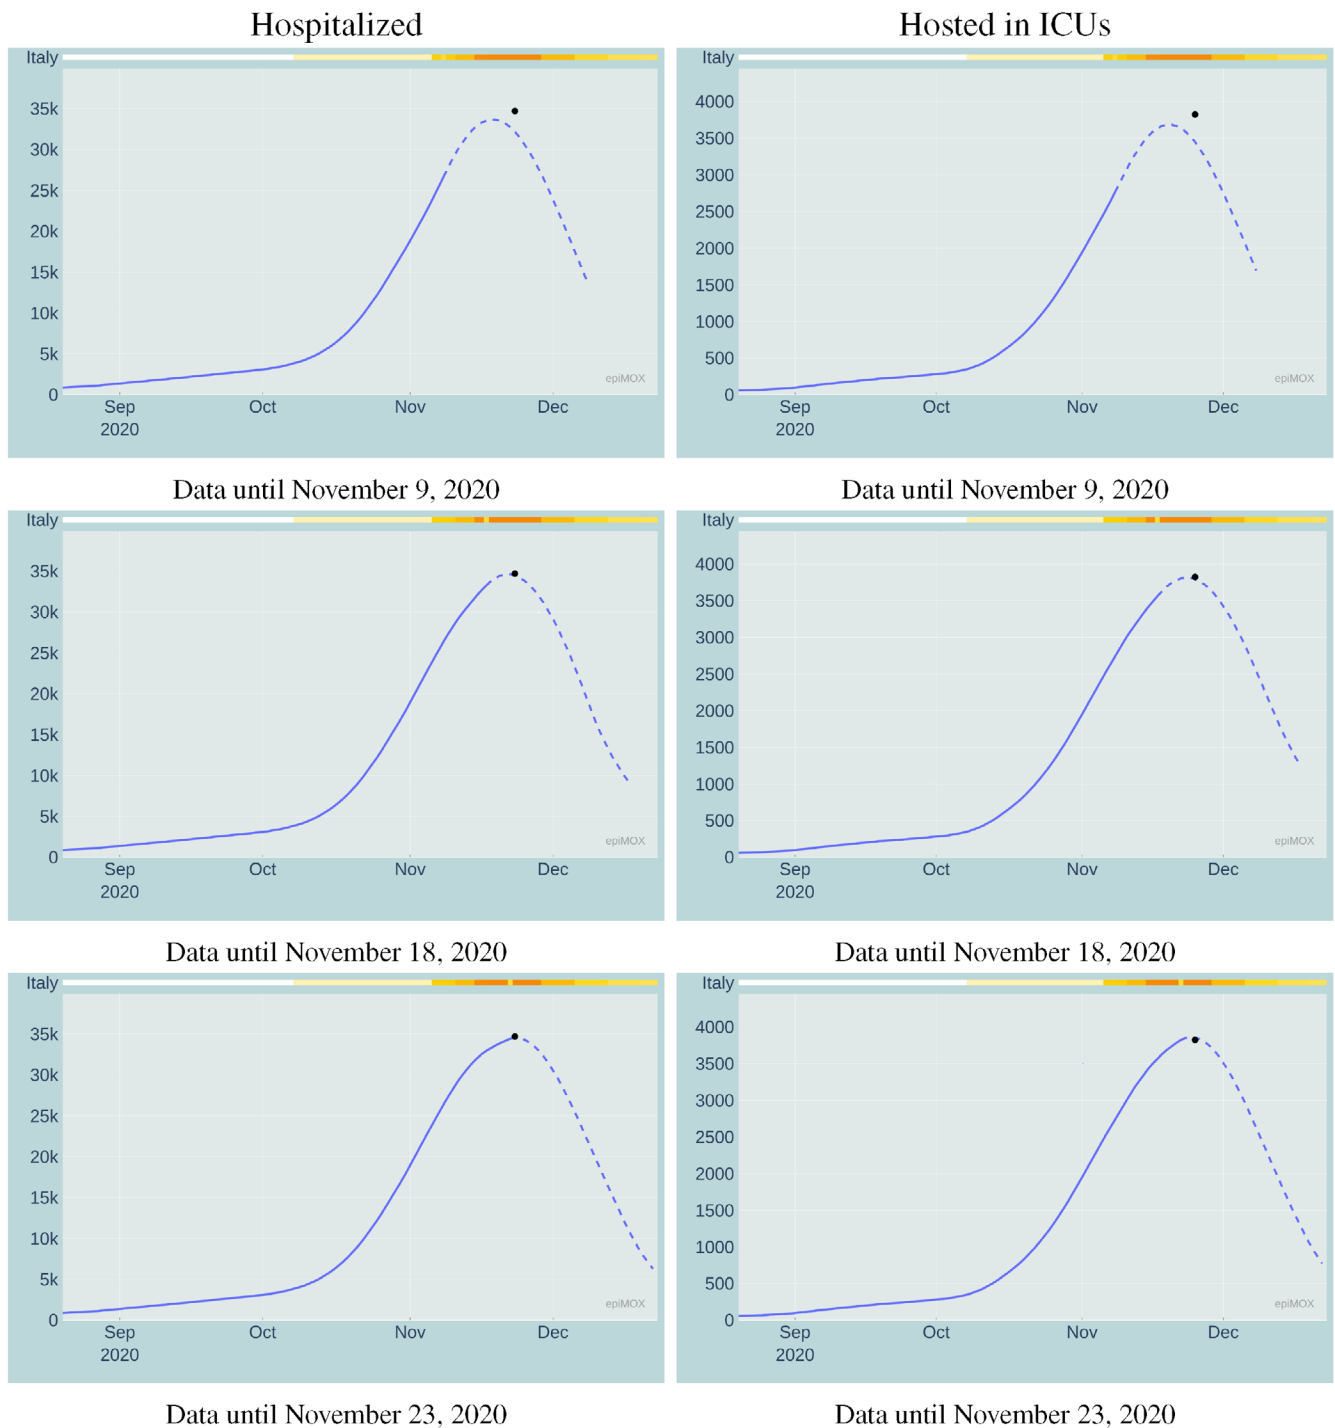 Hospitalized
Hosted in ICUs
Italy
35k
30k
25k
20k
15k
10k
5k
0
Sep
2020
Oct
Nov
Dec
epiMOX
Data until November 9, 2020
Italy
4000
3500
3000
2500
2000
1500
1000
500
0
Sep
2020
Oct
Nov
Dec
epiMOX
Data until November 9, 2020
Italy
35k
30k
25k
20k
15k
10k
5k
0
Sep
2020
Oct
Nov
Dec
epiMOX
Data until November 18, 2020
Italy
4000
3500
3000
2500
2000
1500
1000
500
0
Sep
2020
Oct
Nov
Dec
epiMOX
Data until November 18, 2020
Italy
35k
30k
25k
20k
15k
10k
5k
0
Sep
2020
Oct
Nov
Dec
epiMOX
Data until November 23, 2020
Italy
4000
3500
3000
2500
2000
1500
1000
500
0
Sep
2020
Oct
Nov
Dec
epiMOX
Data until November 23, 2020